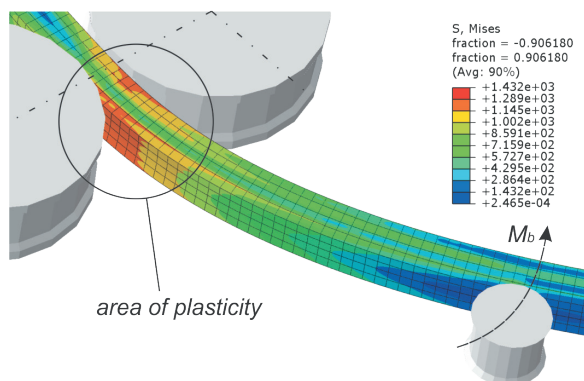 S, Mises
fraction = -0.906180
fraction = 0.906180
(Avg: 90%)
+1.432e+03
+1.289e+03
+1.145e+03
+1.002e+03
+8.591e+02
+7.159e+02
+5.727e+02
+4.295e+02
+2.864e+02
+1.432e+02
+2.465e-04
Mb
area of plasticity